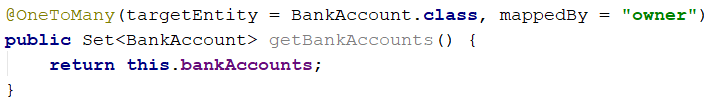 @OneToMany(targetEntity = BankAccount.class, mappedBy = "owner")
public Set<BankAccount> getBankAccounts() {
    return this.bankAccounts;
}